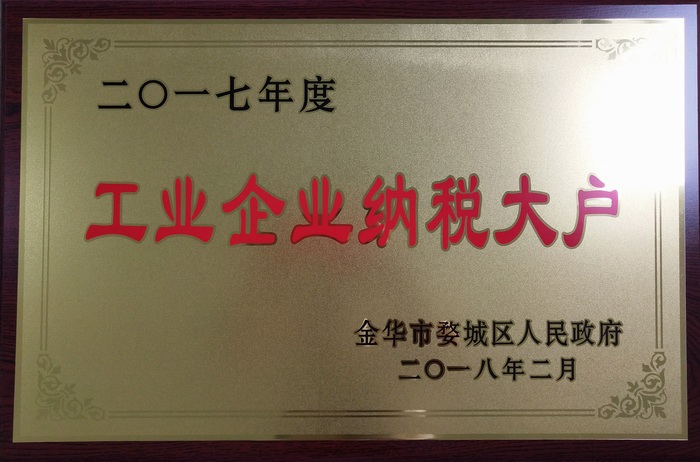 二〇一七年度
工业企业纳税大户
金华市婺城区人民政府
二〇一八年二月